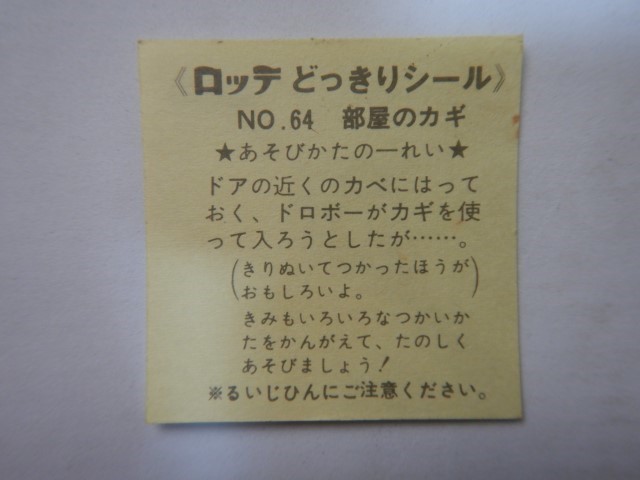 《ロッテ どっきりシール》
NO.64 部屋のカギ
★あそびかたの一れい★
ドアの近くのカベにはって
おく、ドロボーがカギを使
って入ろうとしたが……。
(きりぬいてつかったほうが
おもしろいよ。)
きみもいろいろなつかいか
たをかんがえて、たのしく
あそびましょう!
※るいじひんにご注意ください。